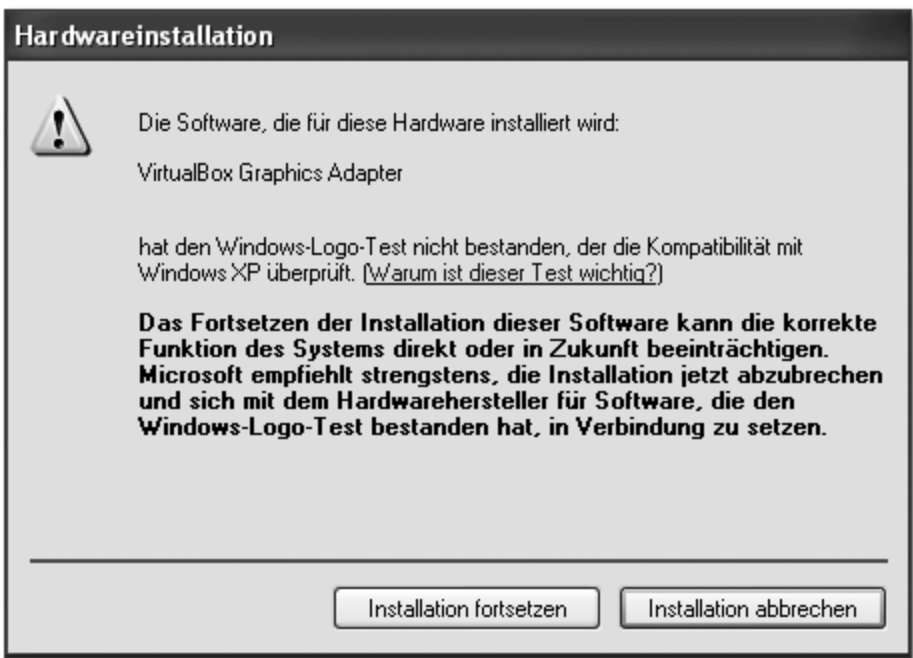 Hardwareinstallation
Die Software, die für diese Hardware installiert wird:
VirtualBox Graphics Adapter
hat den Windows-Logo-Test nicht bestanden, der die Kompatibilität mit
Windows XP überprüft. (Warum ist dieser Test wichtig?)
Das Fortsetzen der Installation dieser Software kann die korrekte
Funktion des Systems direkt oder in Zukunft beeinträchtigen.
Microsoft empfiehlt strengstens, die Installation jetzt abzubrechen
und sich mit dem Hardwarehersteller für Software, die den
Windows-Logo-Test bestanden hat, in Verbindung zu setzen.
Installation fortsetzen
Installation abbrechen